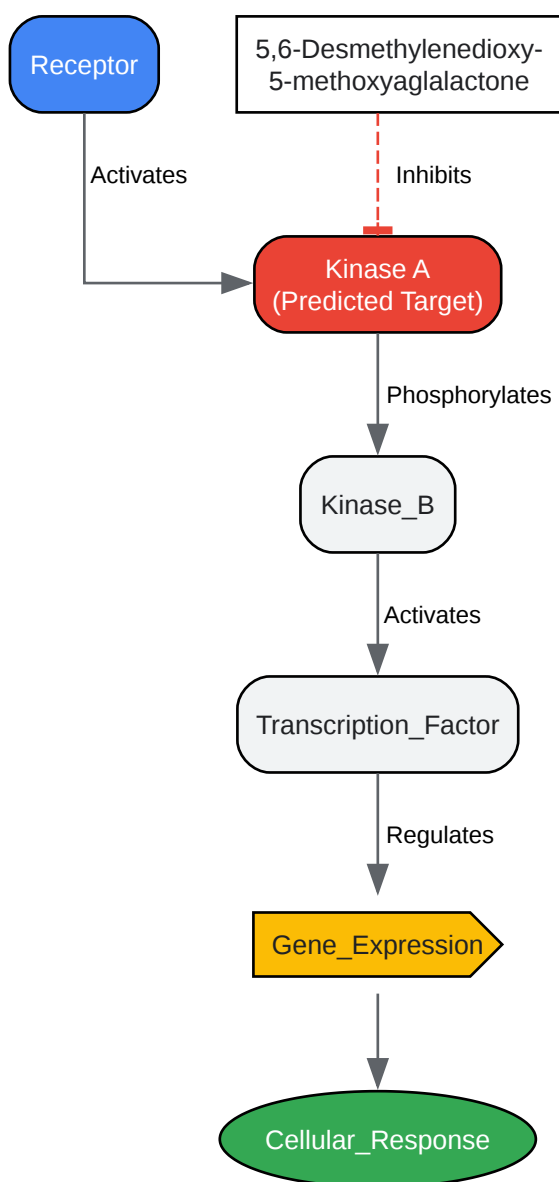 Receptor
5,6-Desmethylenedioxy-
5-methoxyaglalactone
Activates
Inhibits
Kinase A
(Predicted Target)
Phosphorylates
Kinase_B
Activates
Transcription_Factor
Regulates
Gene_Expression
Cellular_Response